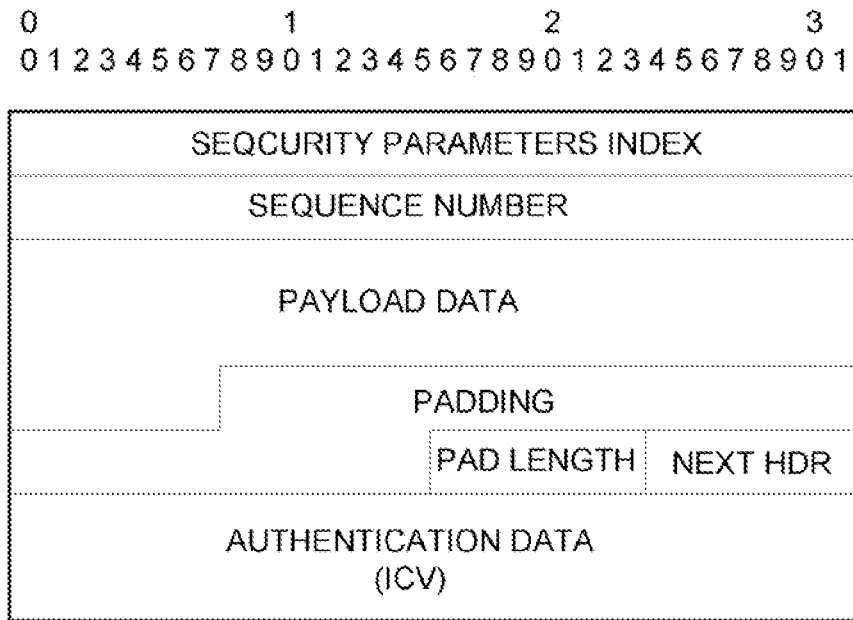 0 1 2 3
0 1 2 3 4 5 6 7 8 9 0 1 2 3 4 5 6 7 8 9 0 1 2 3 4 5 6 7 8 9 0 1
SEQCURITY PARAMETERS INDEX
SEQUENCE NUMBER
PAYLOAD DATA
PADDING
PAD LENGTH NEXT HDR
AUTHENTICATION DATA
(ICV)